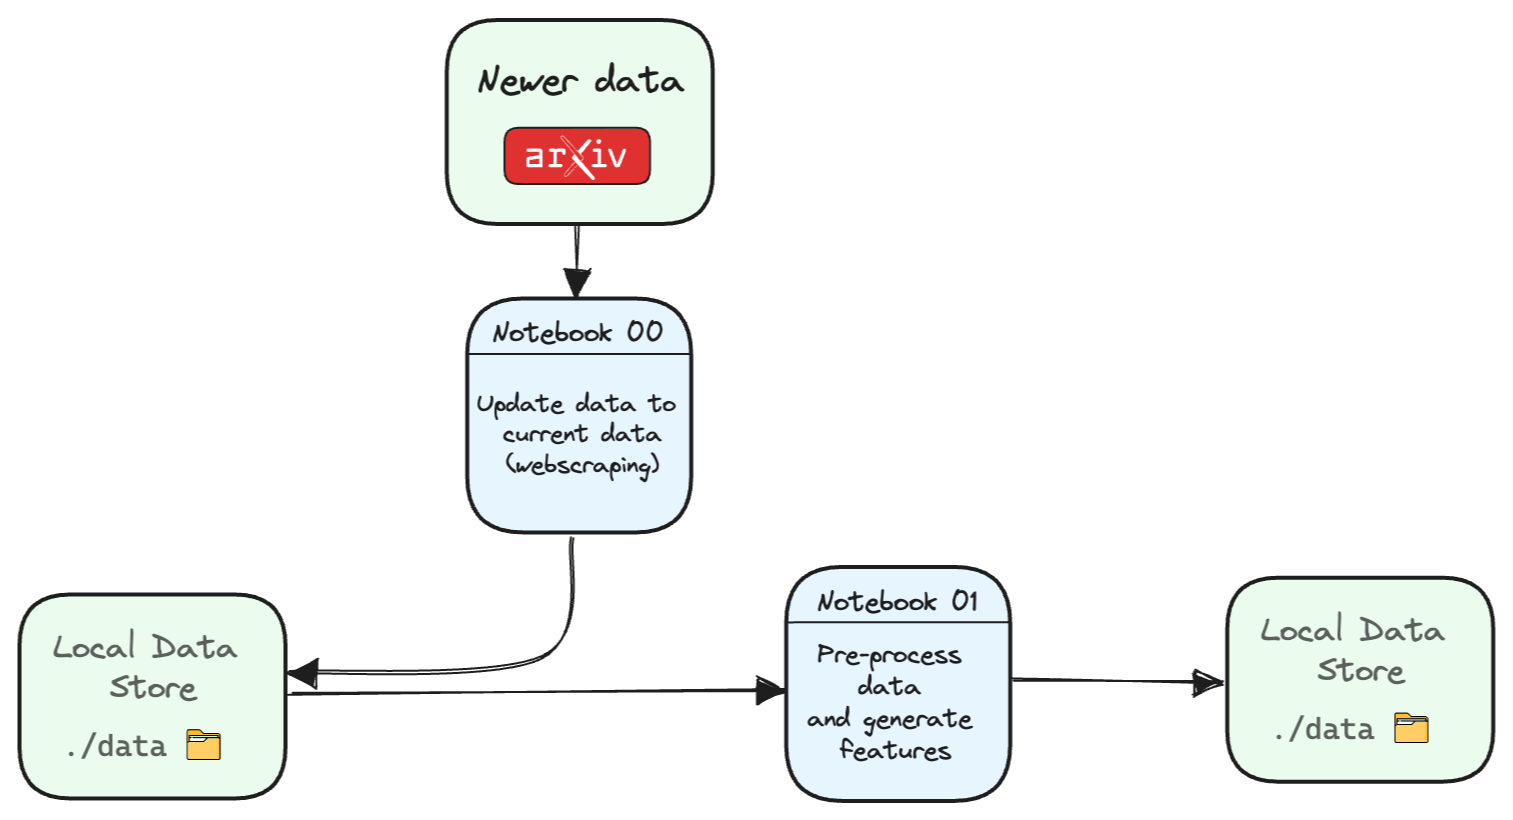 Newer data
arXiv
Notebook 00
Update data to
current data
(webscraping)
Local Data
Store
./data
Notebook 01
Pre-process
data
and generate
features
Local Data
Store
./data